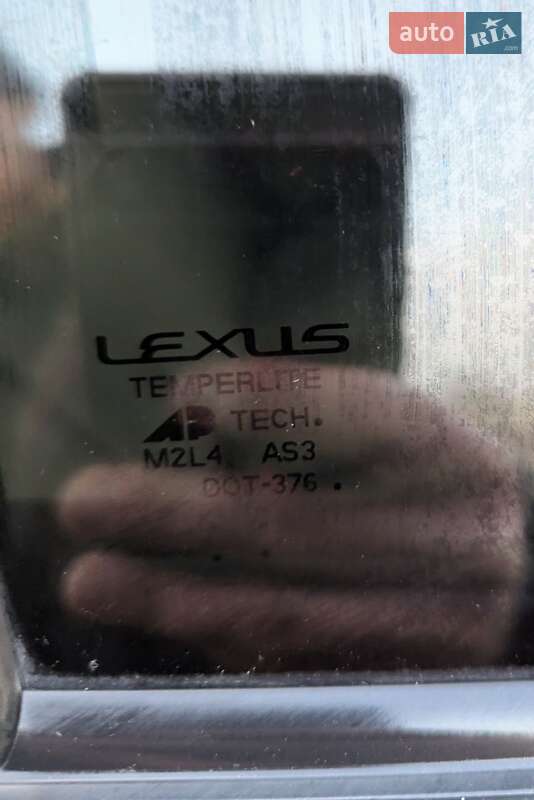 auto RIA
.com
LEXUS
TEMPERLITE
AP TECH.
M2L4 AS3
DOT-376 .